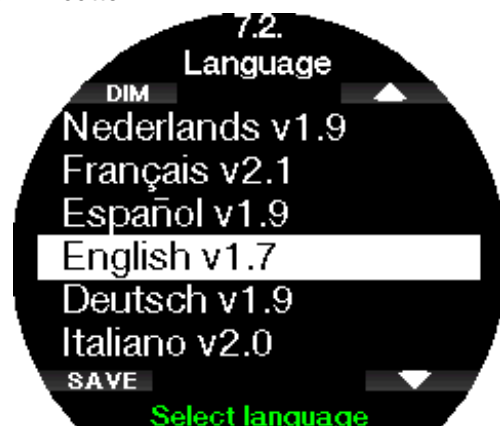 7.2.
Language
DIM
Nederlands v1.9
Français v2.1
Español v1.9
English v1.7
Deutsch v1.9
Italiano v2.0
SAVE
Select language